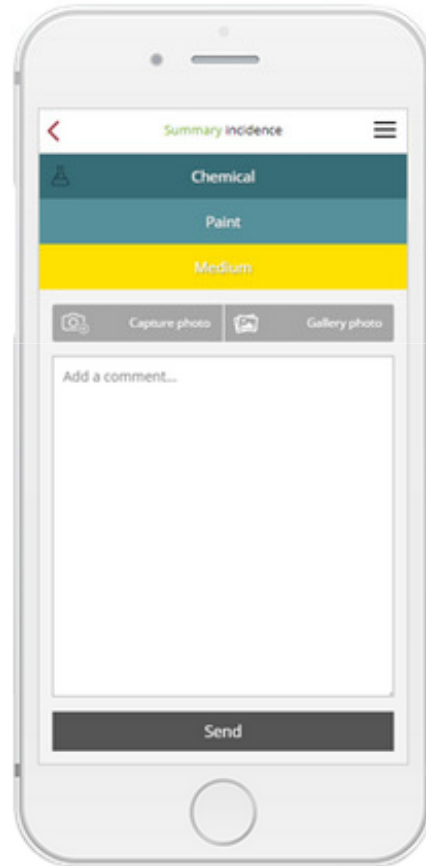 Summary incidence
Chemical
Paint
Medium
Capture photo Gallery photo
Add a comment...
Send